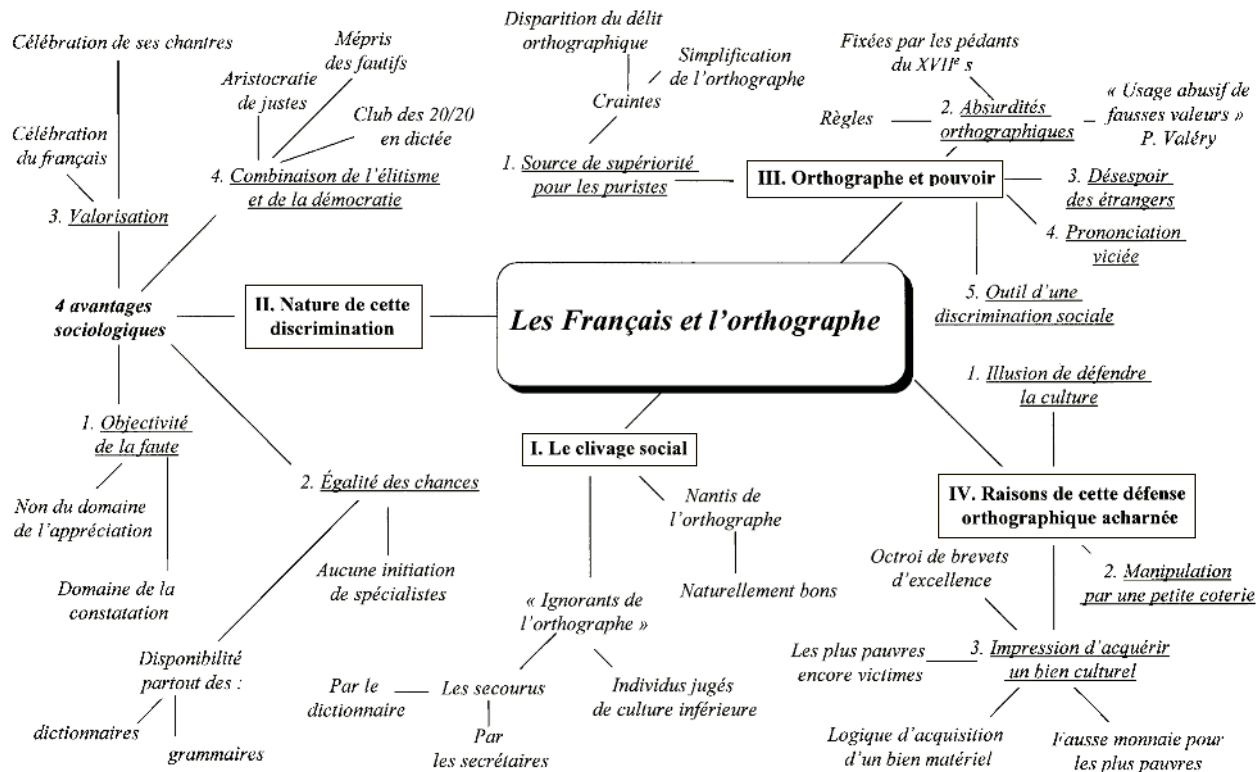 Célébration de ses chantres
Mépris
des fautifs
Aristocratie
de justes
Club des 20/20
en dictée
Célébration
du français
4. Combinaison de l'élitisme
et de la démocratie
3. Valorisation
Disparition du délit
orthographique
Simplification
de l'orthographe
Craintes
1. Source de supériorité
pour les puristes
Fixées par les pédants
du XVIIe s
Règles
2. Absurdités
orthographiques
« Usage abusif de
fausses valeurs »
P. Valéry
III. Orthographe et pouvoir
3. Désespoir
des étrangers
4. Prononciation
viciée
5. Outil d'une
discrimination sociale
4 avantages
sociologiques
II. Nature de cette
discrimination
Les Français et l'orthographe
1. Objectivité
de la faute
Non du domaine
de l'appréciation
Domaine de la
constatation
2. Égalité des chances
Aucune initiation
de spécialistes
Disponibilité
partout des :
dictionnaires
grammaires
I. Le clivage social
Nantis de
l'orthographe
Naturellement bons
« Ignorants de
l'orthographe »
Par le
dictionnaire
Les secourus
Par
les secrétaires
Individus jugés
de culture inférieure
1. Illusion de défendre
la culture
IV. Raisons de cette défense
orthographique acharnée
2. Manipulation
par une petite coterie
Octroi de brevets
d'excellence
Les plus pauvres
encore victimes
3. Impression d'acquérir
un bien culturel
Logique d'acquisition
d'un bien matériel
Fausse monnaie pour
les plus pauvres